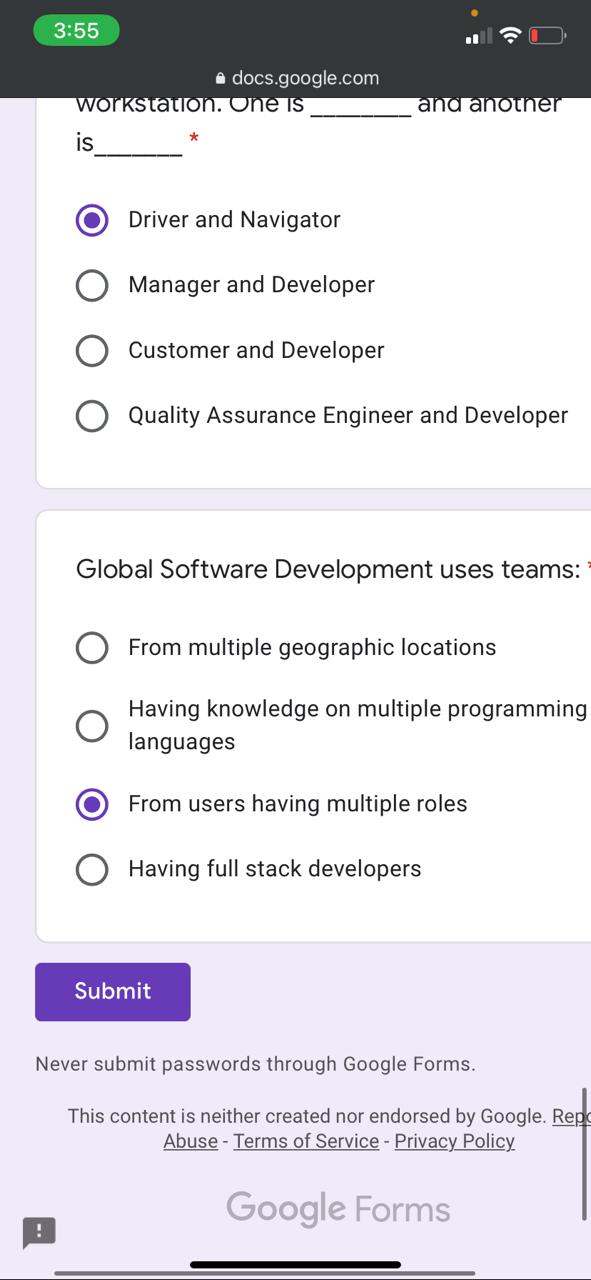 3:55
docs.google.com
workstation. One is ________ and another
is_______ *
Driver and Navigator
Manager and Developer
Customer and Developer
Quality Assurance Engineer and Developer
Global Software Development uses teams: *
From multiple geographic locations
Having knowledge on multiple programming
languages
From users having multiple roles
Having full stack developers
Submit
Never submit passwords through Google Forms.
This content is neither created nor endorsed by Google. Repo
Abuse - Terms of Service - Privacy Policy
Google Forms